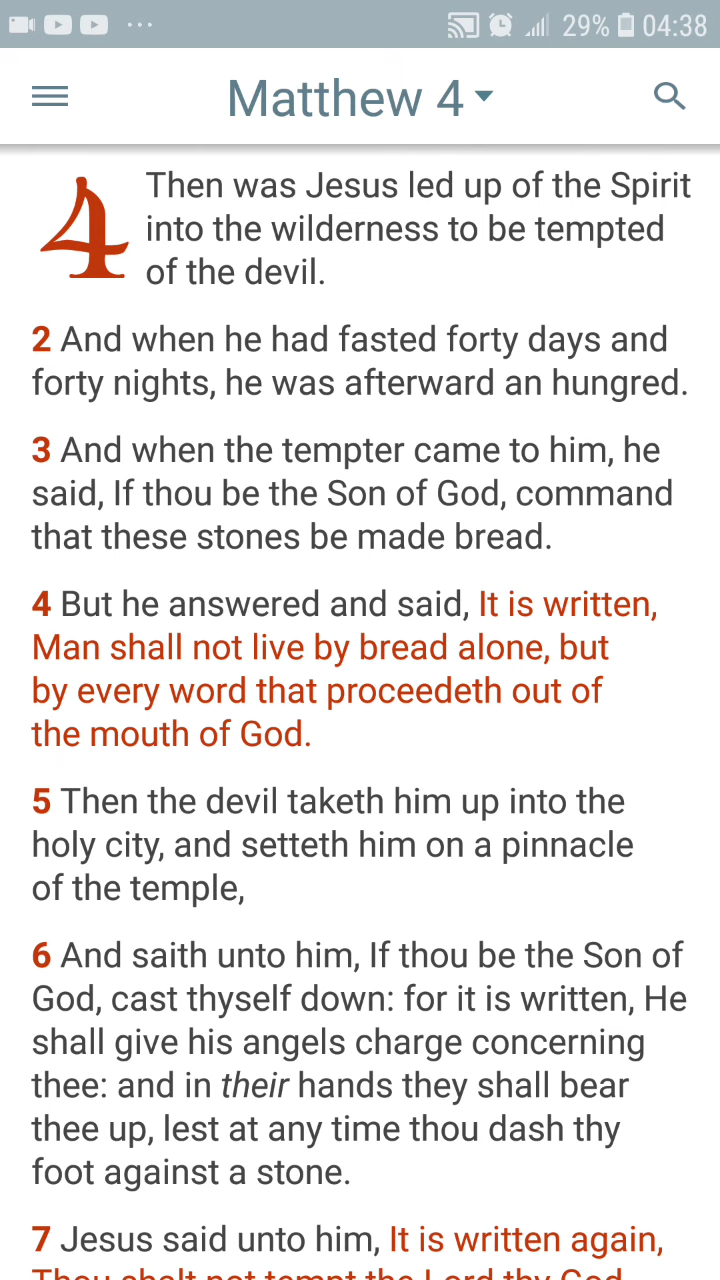 29% 04:38
Matthew 4
4 Then was Jesus led up of the Spirit
into the wilderness to be tempted
of the devil.
2 And when he had fasted forty days and
forty nights, he was afterward an hungred.
3 And when the tempter came to him, he
said, If thou be the Son of God, command
that these stones be made bread.
4 But he answered and said, It is written,
Man shall not live by bread alone, but
by every word that proceedeth out of
the mouth of God.
5 Then the devil taketh him up into the
holy city, and setteth him on a pinnacle
of the temple,
6 And saith unto him, If thou be the Son of
God, cast thyself down: for it is written, He
shall give his angels charge concerning
thee: and in their hands they shall bear
thee up, lest at any time thou dash thy
foot against a stone.
7 Jesus said unto him, It is written again,
Thou shalt not tempt the Lord thy God